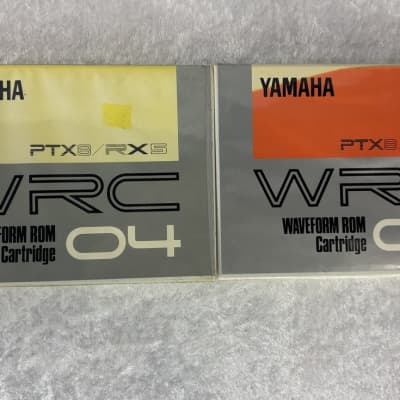 AHA
PTX8/RX5
WRC
FORM ROM
Cartridge
04
YAMAHA
PTX8
WR
WAVEFORM ROM
Cartridge